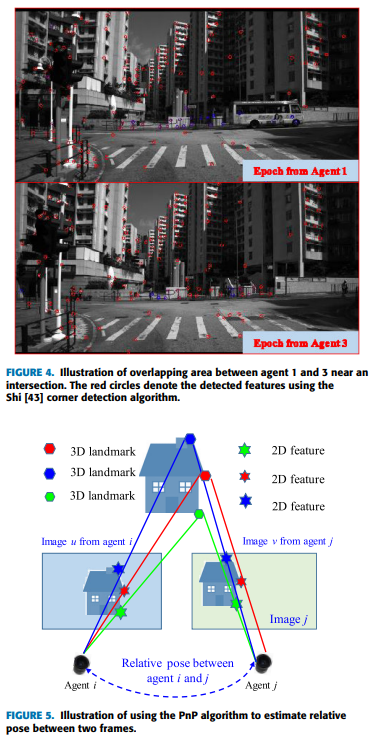 Epoch from Agent 1
Epoch from Agent 3
FIGURE 4. Illustration of overlapping area between agent 1 and 3 near an
intersection. The red circles denote the detected features using the
Shi [43] corner detection algorithm.
3D landmark
3D landmark
3D landmark
2D feature
2D feature
2D feature
Image u from agent i
Image v from agent j
Image j
Relative pose between
agent i and j
Agent i
Agent j
FIGURE 5. Illustration of using the PnP algorithm to estimate relative
pose between two frames.